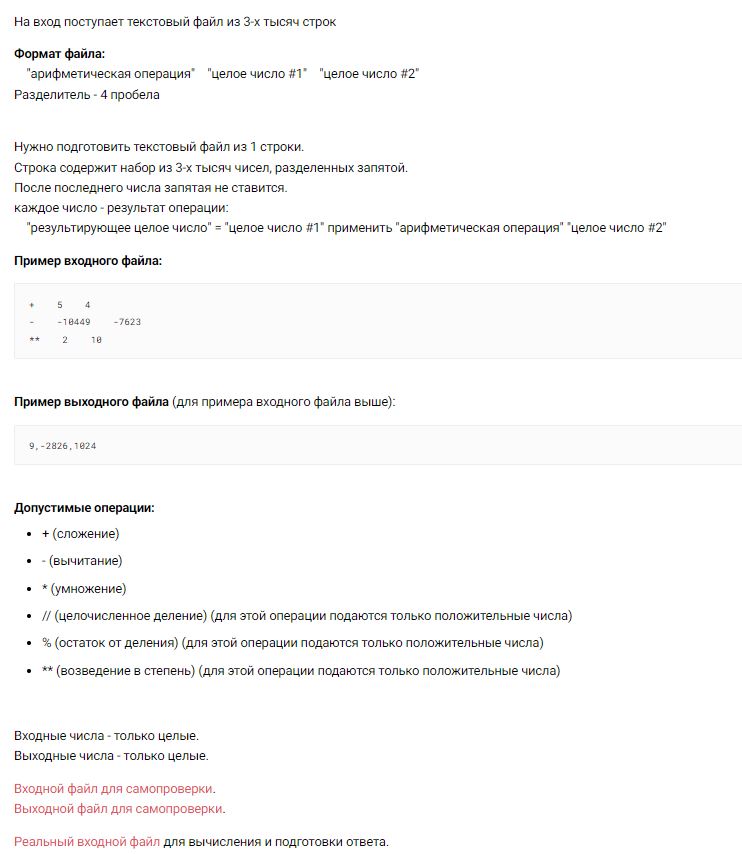 На вход поступает текстовый файл из 3-х тысяч строк
Формат файла:
"арифметическая операция"    "целое число #1"    "целое число #2"
Разделитель - 4 пробела
Нужно подготовить текстовый файл из 1 строки.
Строка содержит набор из 3-х тысяч чисел, разделенных запятой.
После последнего числа запятая не ставится.
каждое число - результат операции:
"результирующее целое число" = "целое число #1" применить "арифметическая операция" "целое число #2"
Пример входного файла:
+    5    4
-    -10449    -7623
**    2    10
Пример выходного файла (для примера входного файла выше):
9,-2826,1024
Допустимые операции:
• + (сложение)
• - (вычитание)
• * (умножение)
• // (целочисленное деление) (для этой операции подаются только положительные числа)
• % (остаток от деления) (для этой операции подаются только положительные числа)
• ** (возведение в степень) (для этой операции подаются только положительные числа)
Входные числа - только целые.
Выходные числа - только целые.
Входной файл для самопроверки.
Выходной файл для самопроверки.
Реальный входной файл для вычисления и подготовки ответа.